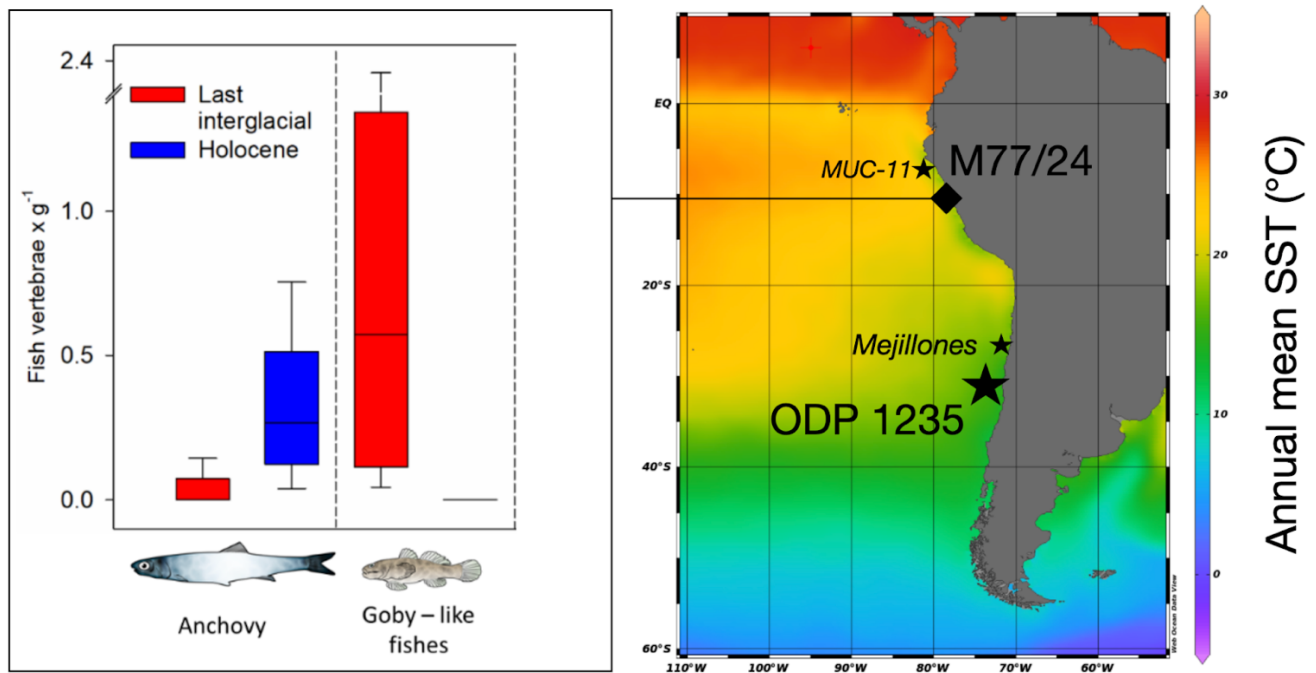 2.4
Last
interglacial
Holocene
Fish vertebrae x g-1
1.0
0.5
0.0
Anchovy
Goby – like
fishes
EQ
20°S
40°S
60°S
MUC-11
M77/24
Mejillones
ODP 1235
110°W
100°W
90°W
80°W
70°W
60°W
Web Ocean Data View
30
20
10
0
Annual mean SST (°C)